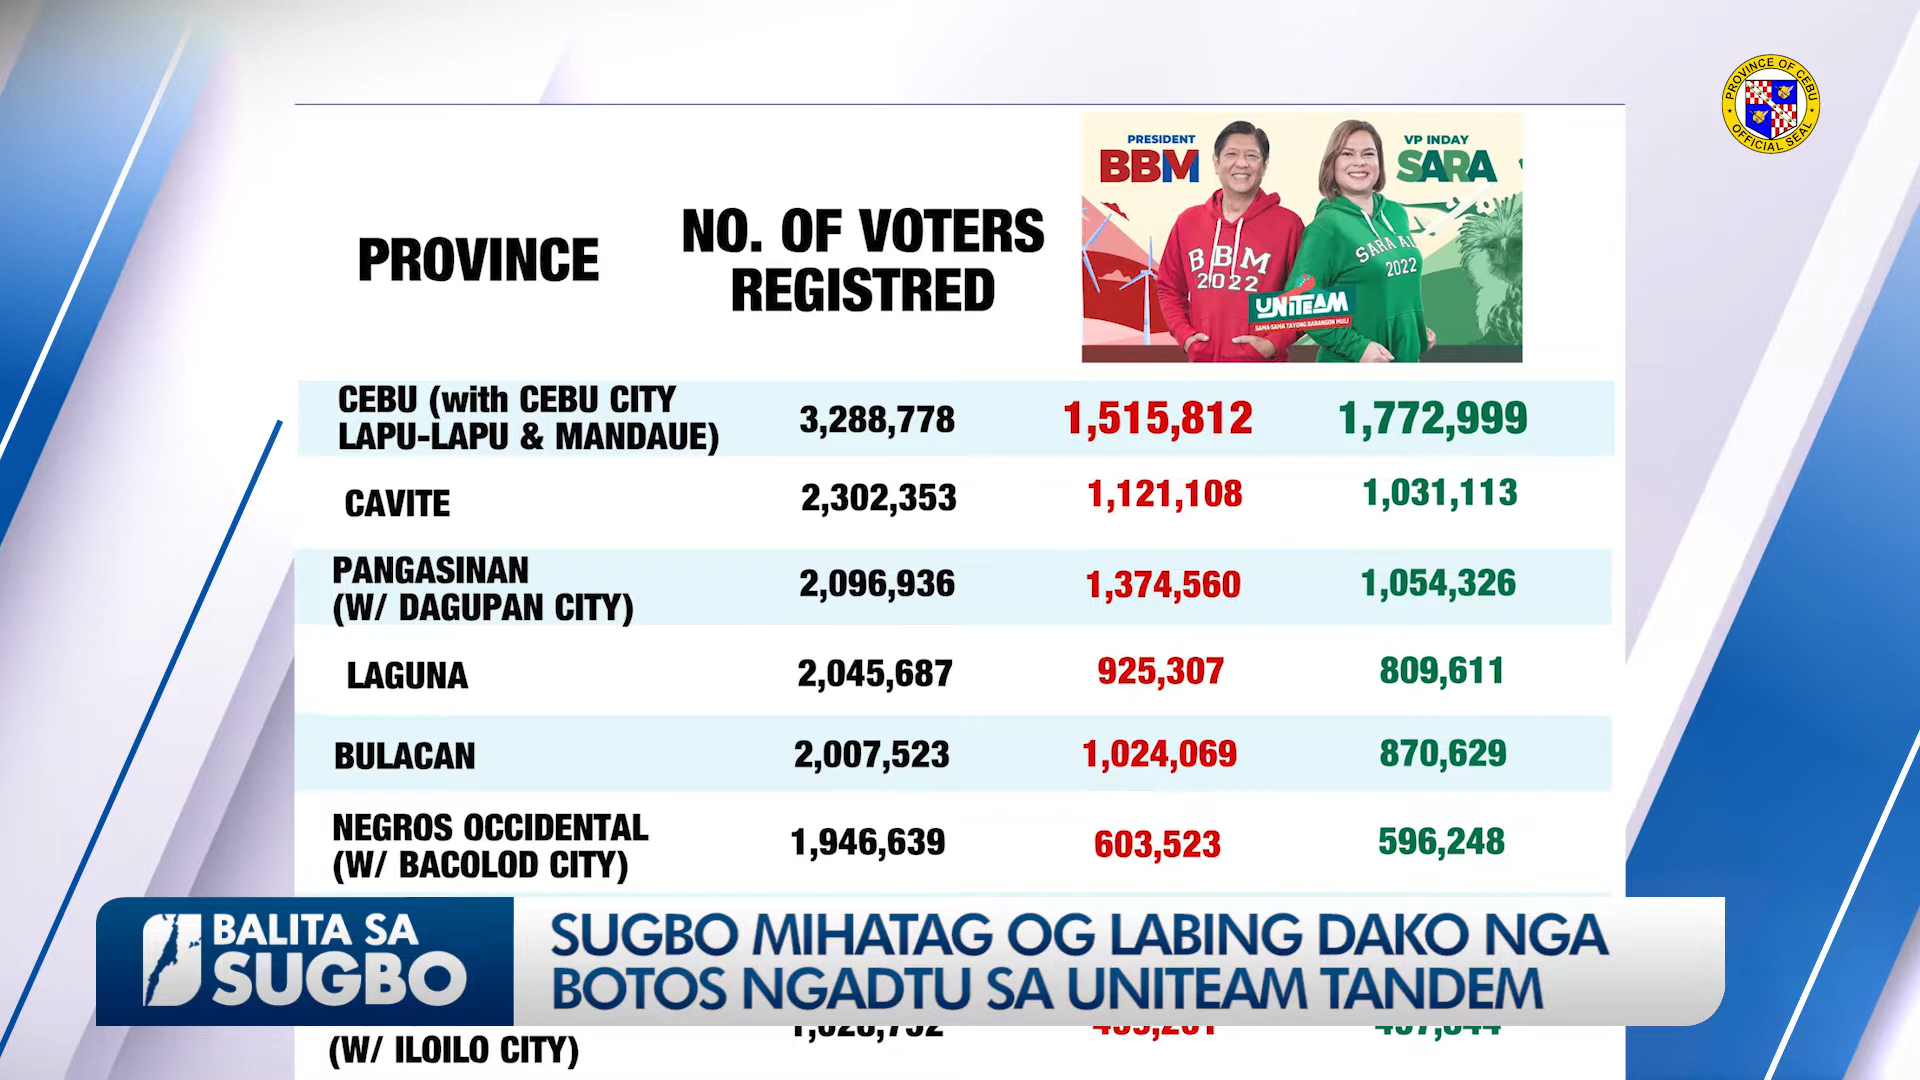 PROVINCE OF CEBU
OFFICIAL SEAL
PROVINCE
NO. OF VOTERS
REGISTRED
PRESIDENT
BBM
VP INDAY
SARA
BBM
2022
SARA
2022
UNITEAM
SAMA-SAMA TAYONG BABANGON MULI
CEBU (with CEBU CITY
LAPU-LAPU & MANDAUE)
3,288,778
1,515,812
1,772,999
CAVITE
2,302,353
1,121,108
1,031,113
PANGASINAN
(W/ DAGUPAN CITY)
2,096,936
1,374,560
1,054,326
LAGUNA
2,045,687
925,307
809,611
BULACAN
2,007,523
1,024,069
870,629
NEGROS OCCIDENTAL
(W/ BACOLOD CITY)
1,946,639
603,523
596,248
(W/ ILOILO CITY)
BALITA SA
SUGBO
SUGBO MIHATAG OG LABING DAKO NGA
BOTOS NGADTU SA UNITEAM TANDEM